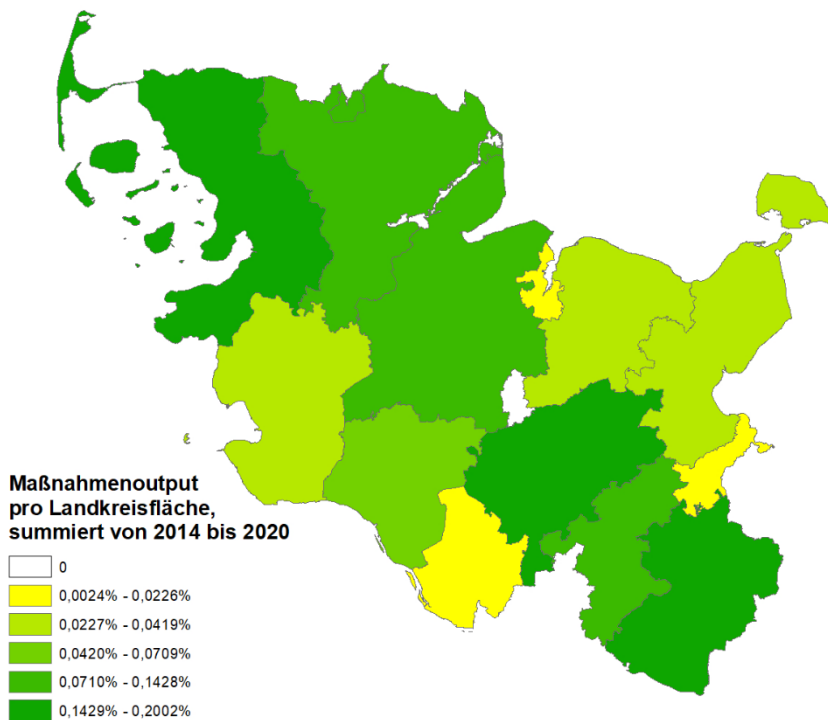 Maßnahmenoutput
pro Landkreisfläche,
summiert von 2014 bis 2020
0
0,0024% - 0,0226%
0,0227% - 0,0419%
0,0420% - 0,0709%
0,0710% - 0,1428%
0,1429% - 0,2002%